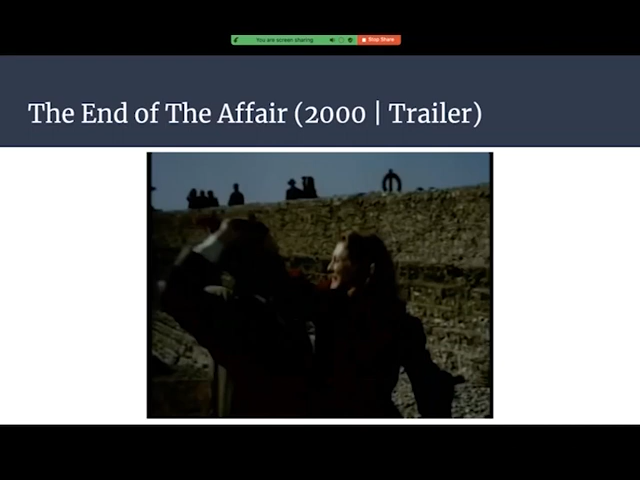 You are screen sharing
Stop Share
The End of The Affair (2000 | Trailer)